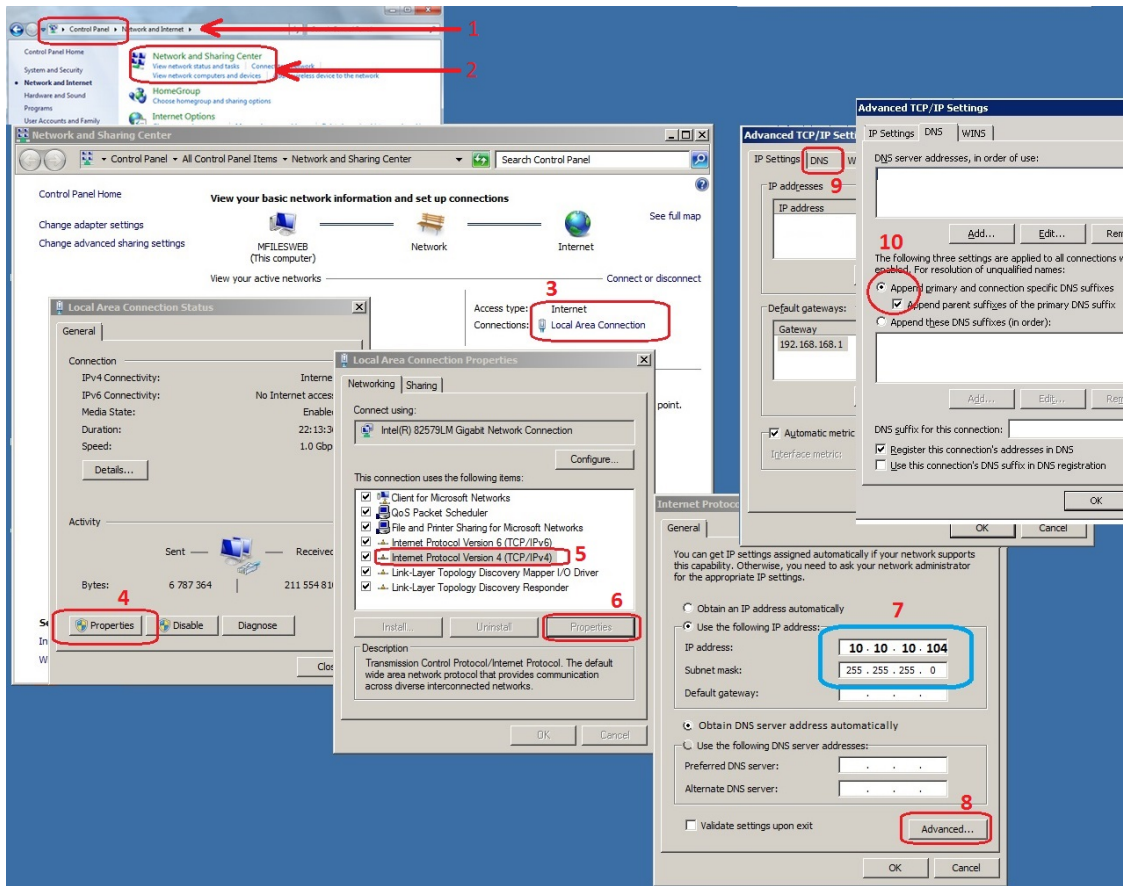 Control Panel ▸ Network and Internet ▸
1
Control Panel Home
System and Security
Network and Internet
Hardware and Sound
Programs
User Accounts and Family
Network and Sharing Center
View network status and tasks
View network computers and devices
2
HomeGroup
Choose homegroup and sharing options
Internet Options
Network and Sharing Center
Control Panel ▾ All Control Panel Items ▾ Network and Sharing Center
Search Control Panel
Control Panel Home
Change adapter settings
Change advanced sharing settings
View your basic network information and set up connections
See full map
MFILESWEB
(This computer)
Network
Internet
View your active networks
Connect or disconnect
3
Access type: Internet
Connections: Local Area Connection
point.
Local Area Connection Status
General
Connection
IPv4 Connectivity: Interne
IPv6 Connectivity: No Internet access
Media State: Enable
Duration: 22:13:3
Speed: 1.0 Gbp
Details...
Activity
Sent
Received
Bytes: 6 787 364
211 554 81
4
Properties
Disable
Diagnose
Clo
Local Area Connection Properties
Networking
Sharing
Connect using:
Intel(R) 82579LM Gigabit Network Connection
Configure...
This connection uses the following items:
Client for Microsoft Networks
QoS Packet Scheduler
File and Printer Sharing for Microsoft Networks
Internet Protocol Version 6 (TCP/IPv6)
Internet Protocol Version 4 (TCP/IPv4)
5
Link-Layer Topology Discovery Mapper I/O Driver
Link-Layer Topology Discovery Responder
6
Install...
Uninstall
Properties
Description
Transmission Control Protocol/Internet Protocol. The default
wide area network protocol that provides communication
across diverse interconnected networks.
OK
Cancel
Internet Protoco
General
You can get IP settings assigned automatically if your network supports
this capability. Otherwise, you need to ask your network administrator
for the appropriate IP settings.
Obtain an IP address automatically
7
Use the following IP address:
IP address: 10 . 10 . 10 . 104
Subnet mask: 255 . 255 . 255 . 0
Default gateway: . . .
Obtain DNS server address automatically
Use the following DNS server addresses:
Preferred DNS server: . . .
Alternate DNS server: . . .
8
Validate settings upon exit
Advanced...
OK
Cancel
Advanced TCP/IP Setti
IP Settings
DNS
W
9
IP addresses
IP address
Default gateways:
Gateway
192.168.168.1
Automatic metric
Interface metric:
OK
Cancel
Advanced TCP/IP Settings
IP Settings
DNS
WINS
DNS server addresses, in order of use:
Add...
Edit...
Rem
10
The following three settings are applied to all connections w
enabled. For resolution of unqualified names:
Append primary and connection specific DNS suffixes
Append parent suffixes of the primary DNS suffix
Append these DNS suffixes (in order):
Add...
Edit...
Rem
DNS suffix for this connection:
Register this connection's addresses in DNS
Use this connection's DNS suffix in DNS registration
OK